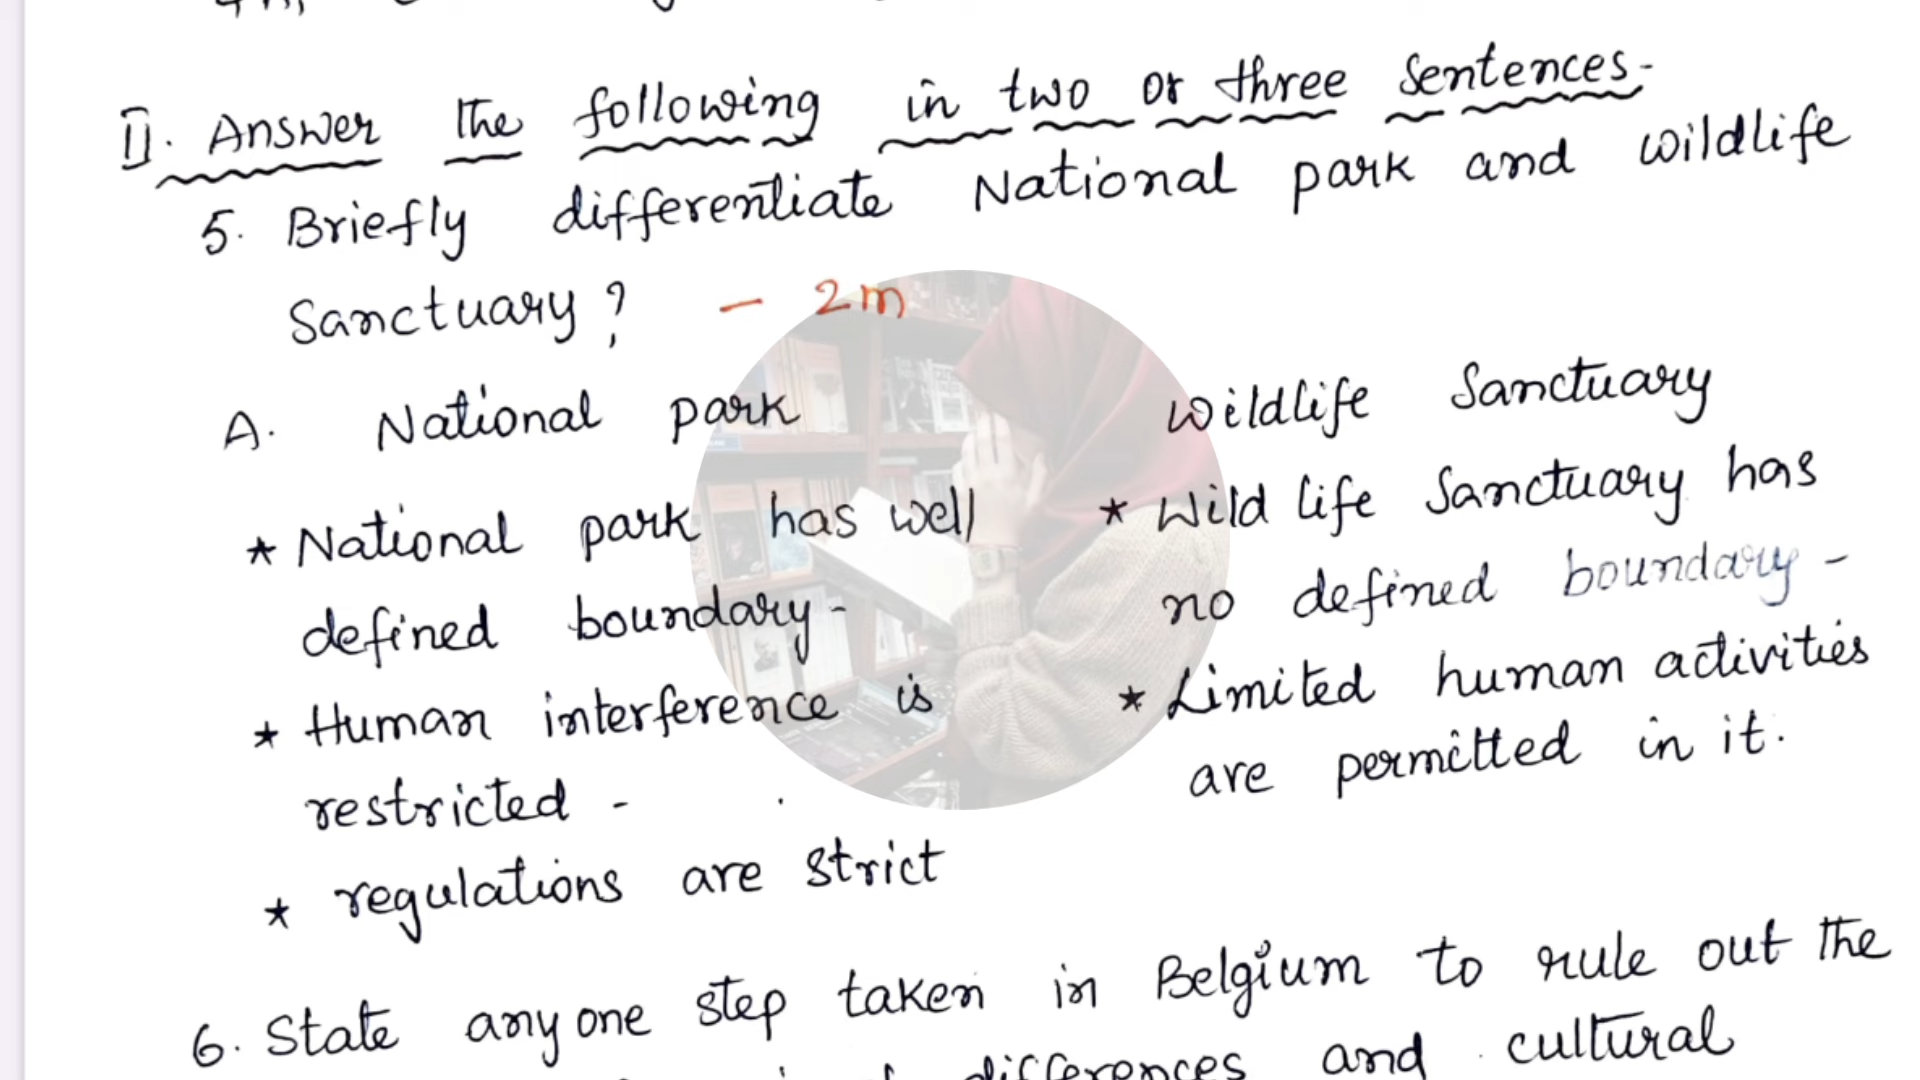 II. Answer the following in two or three sentences.
5. Briefly differentiate National park and wildlife
Sanctuary? - 2m
A. National park wildlife Sanctuary
* National park has well * Wild life Sanctuary has
defined boundary. no defined boundary.
* Human interference is * Limited human activities
restricted. are permitted in it.
* regulations are strict
6. State any one step taken in Belgium to rule out the
differences and cultural